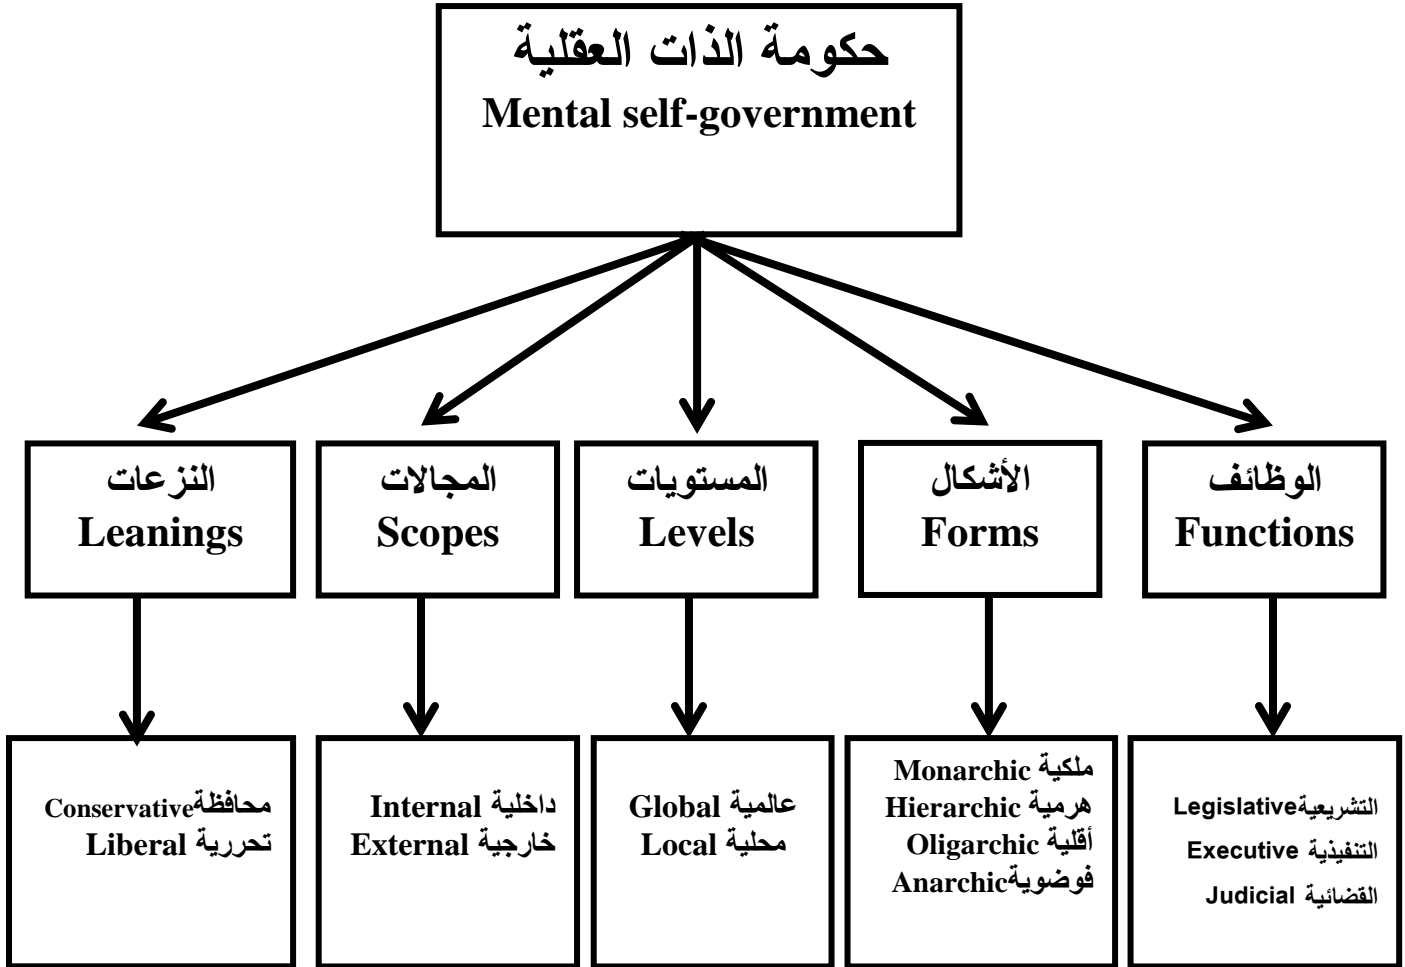 حكومة الذات العقلية
Mental self-government
الوظائف
Functions
الأشكال
Forms
المستويات
Levels
المجالات
Scopes
النزعات
Leanings
التشريعيةLegislative
التنفيذية Executive
القضائية Judicial
ملكية Monarchic
هرمية Hierarchic
أقلية Oligarchic
فوضويةAnarchic
عالمية Global
محلية Local
داخلية Internal
خارجية External
محافظةConservative
تحررية Liberal